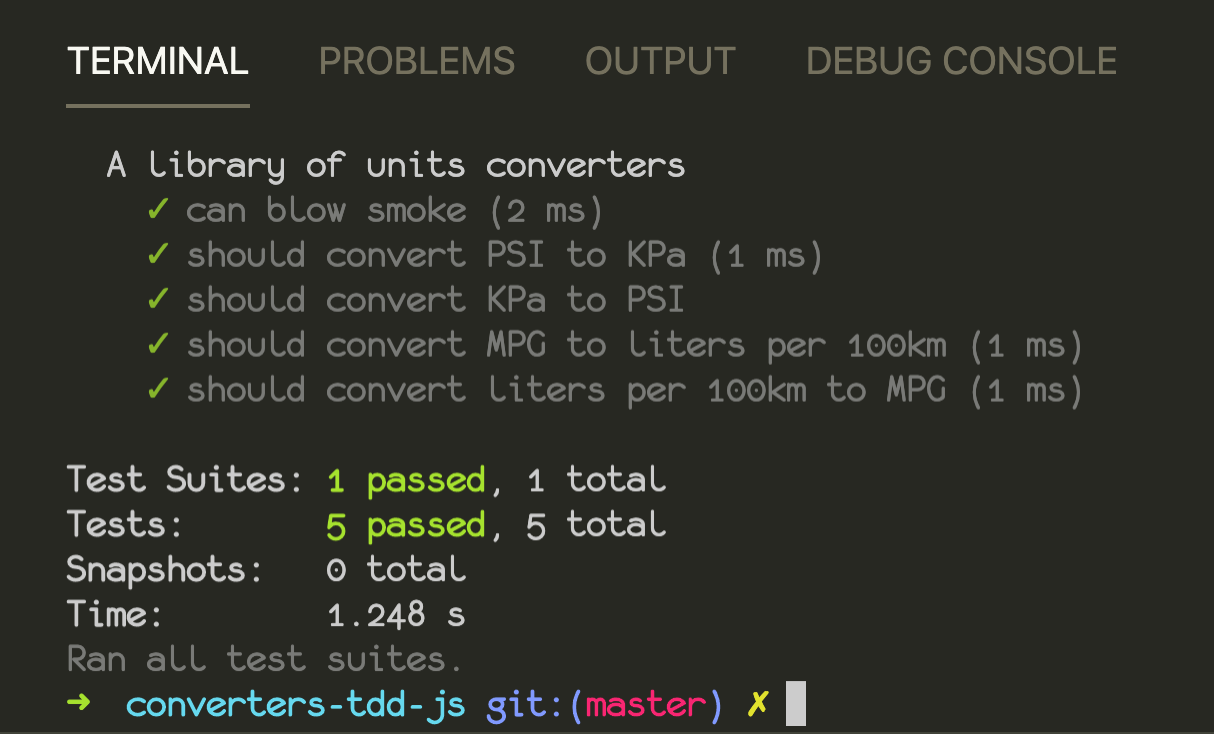 TERMINAL PROBLEMS OUTPUT DEBUG CONSOLE
A library of units converters
✓ can blow smoke (2 ms)
✓ should convert PSI to KPa (1 ms)
✓ should convert KPa to PSI
✓ should convert MPG to liters per 100km (1 ms)
✓ should convert liters per 100km to MPG (1 ms)
Test Suites: 1 passed, 1 total
Tests: 5 passed, 5 total
Snapshots: 0 total
Time: 1.248 s
Ran all test suites.
➜ converters-tdd-js git:(master) ✗